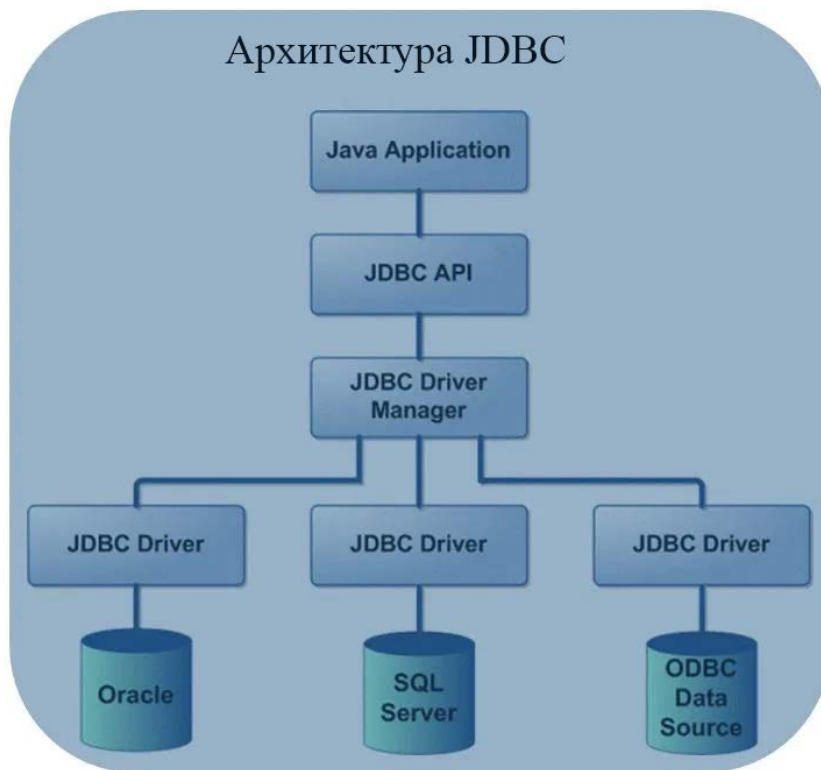 Архитектура JDBC
Java Application
JDBC API
JDBC Driver
Manager
JDBC Driver
JDBC Driver
JDBC Driver
Oracle
SQL
Server
ODBC
Data
Source